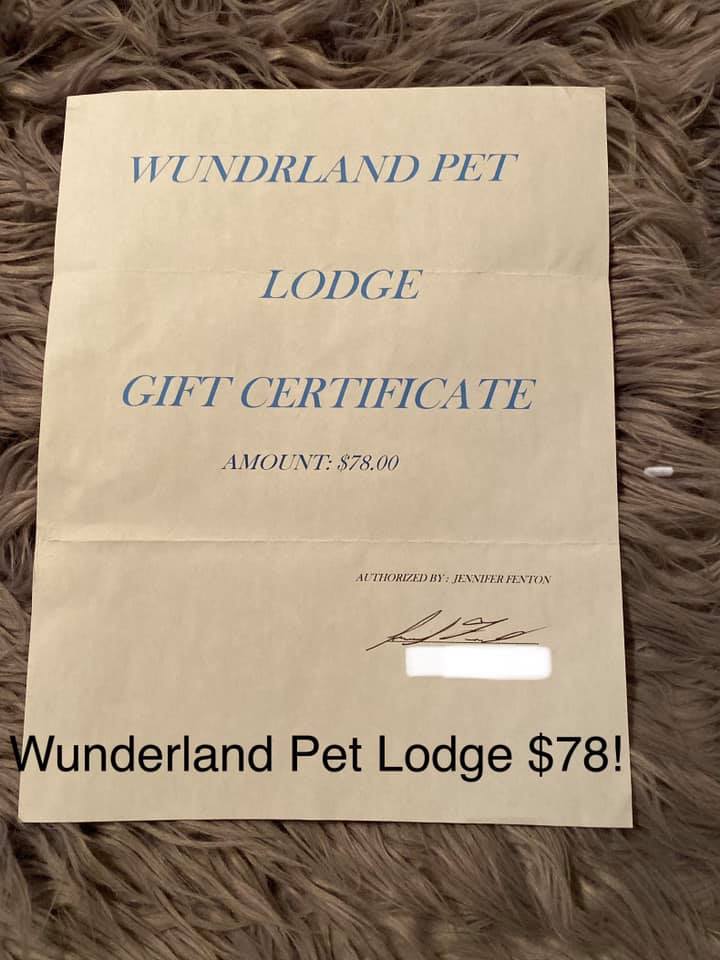 WUNDRLAND PET
LODGE
GIFT CERTIFICATE
AMOUNT: $78.00
AUTHORIZED BY: JENNIFER FENTON
Wunderland Pet Lodge $78!